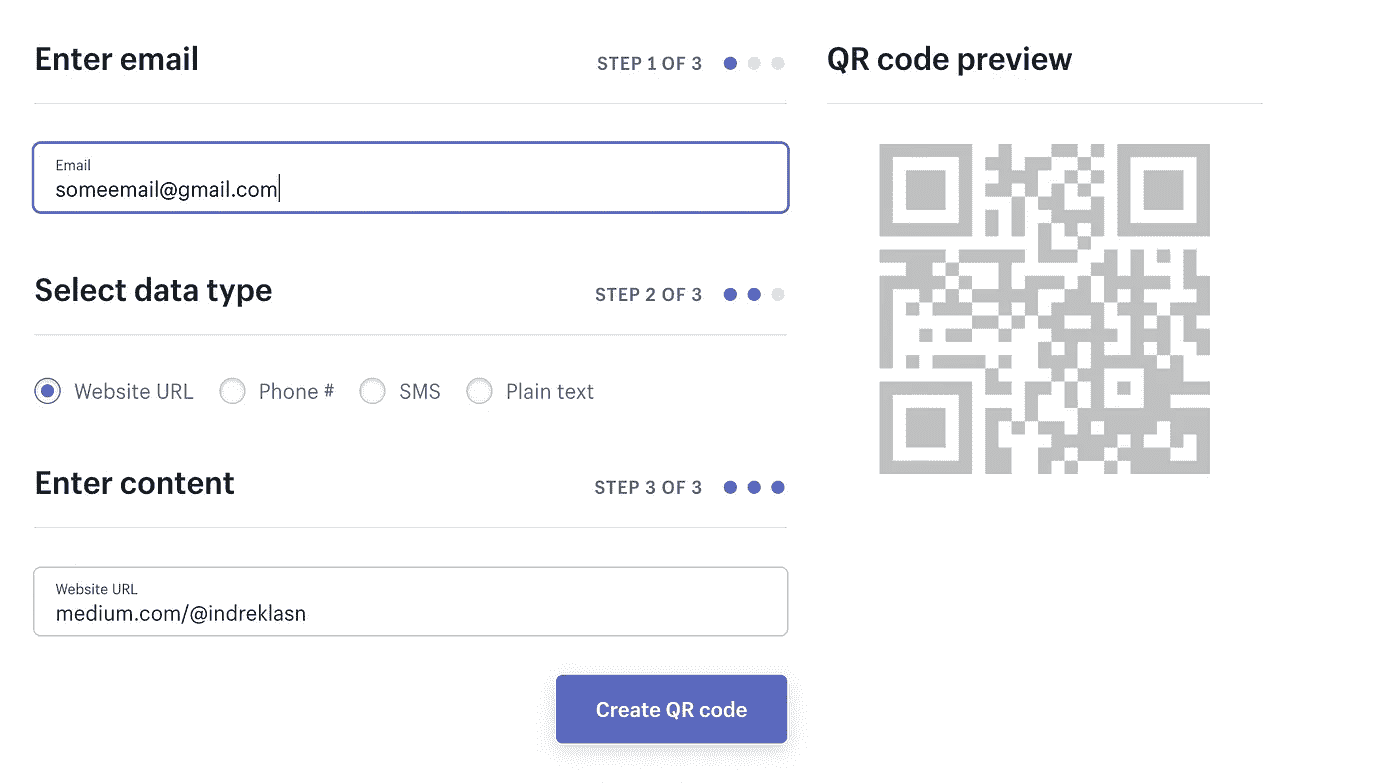 Enter email
STEP 1 OF 3
Email
someemail@gmail.com
Select data type
STEP 2 OF 3
Website URL
Phone #
SMS
Plain text
Enter content
STEP 3 OF 3
Website URL
medium.com/@indreklasn
Create QR code
QR code preview